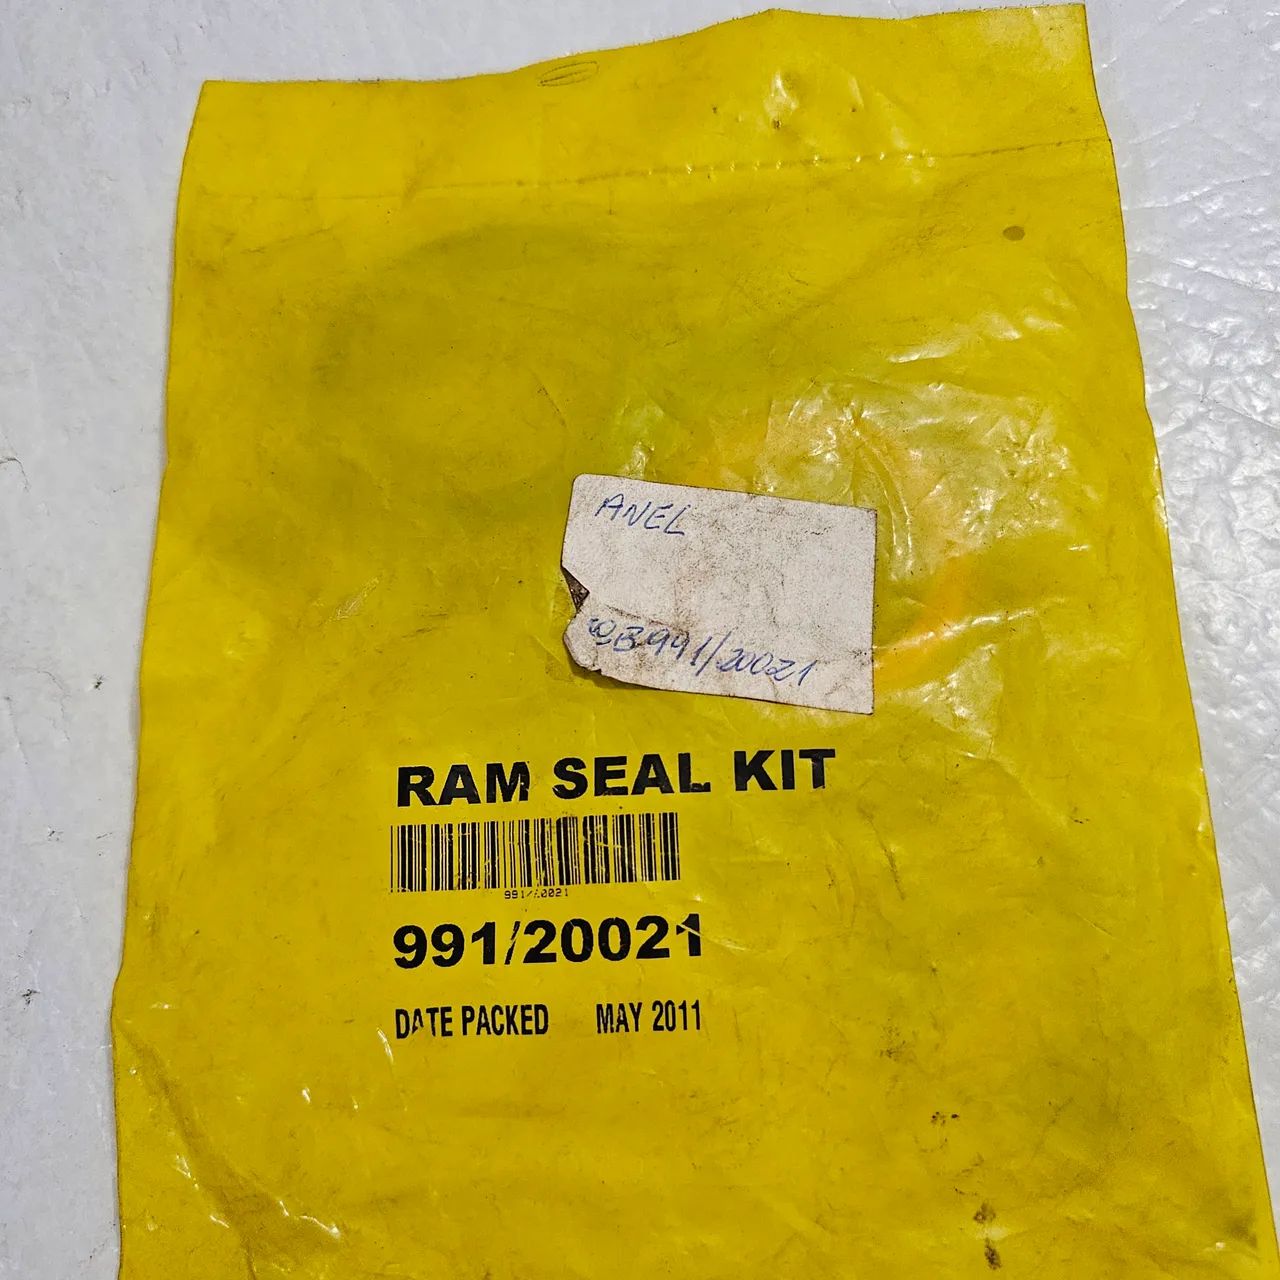 ANEL
JCB 991/20021
RAM SEAL KIT
991/20021
991/20021
DATE PACKED MAY 2011